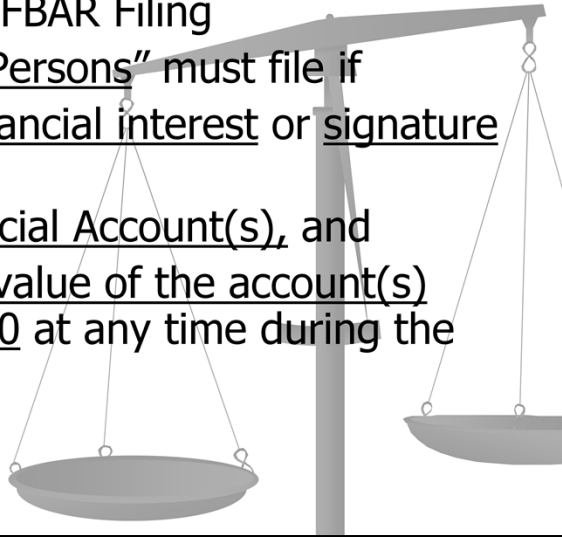 FBAR Filing
Persons” must file if
ancial interest or signature
cial Account(s), and
value of the account(s)
0 at any time during the